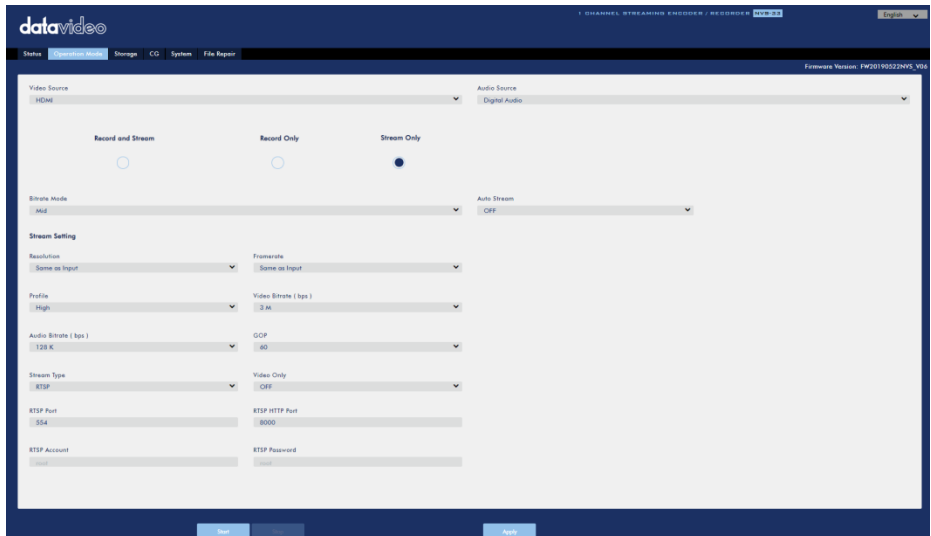 1 CHANNEL STREAMING ENCODER / RECORDER NVS-33
English
datavideo
Status Operation Mode Storage CG System File Repair
Firmware Version: FW20190522NVS_V06
Video Source Audio Source
HDMI Digital Audio
Record and Stream Record Only Stream Only
Bitrate Mode Auto Stream
Mid OFF
Stream Setting
Resolution Framerate
Same as Input Same as Input
Profile Video Bitrate ( bps )
High 2 M
Audio Bitrate ( bps ) GOP
128 K 60
Stream Type Video Only
RTSP OFF
RTSP Port RTSP HTTP Port
554 8000
RTSP Account RTSP Password
Start Stop Apply